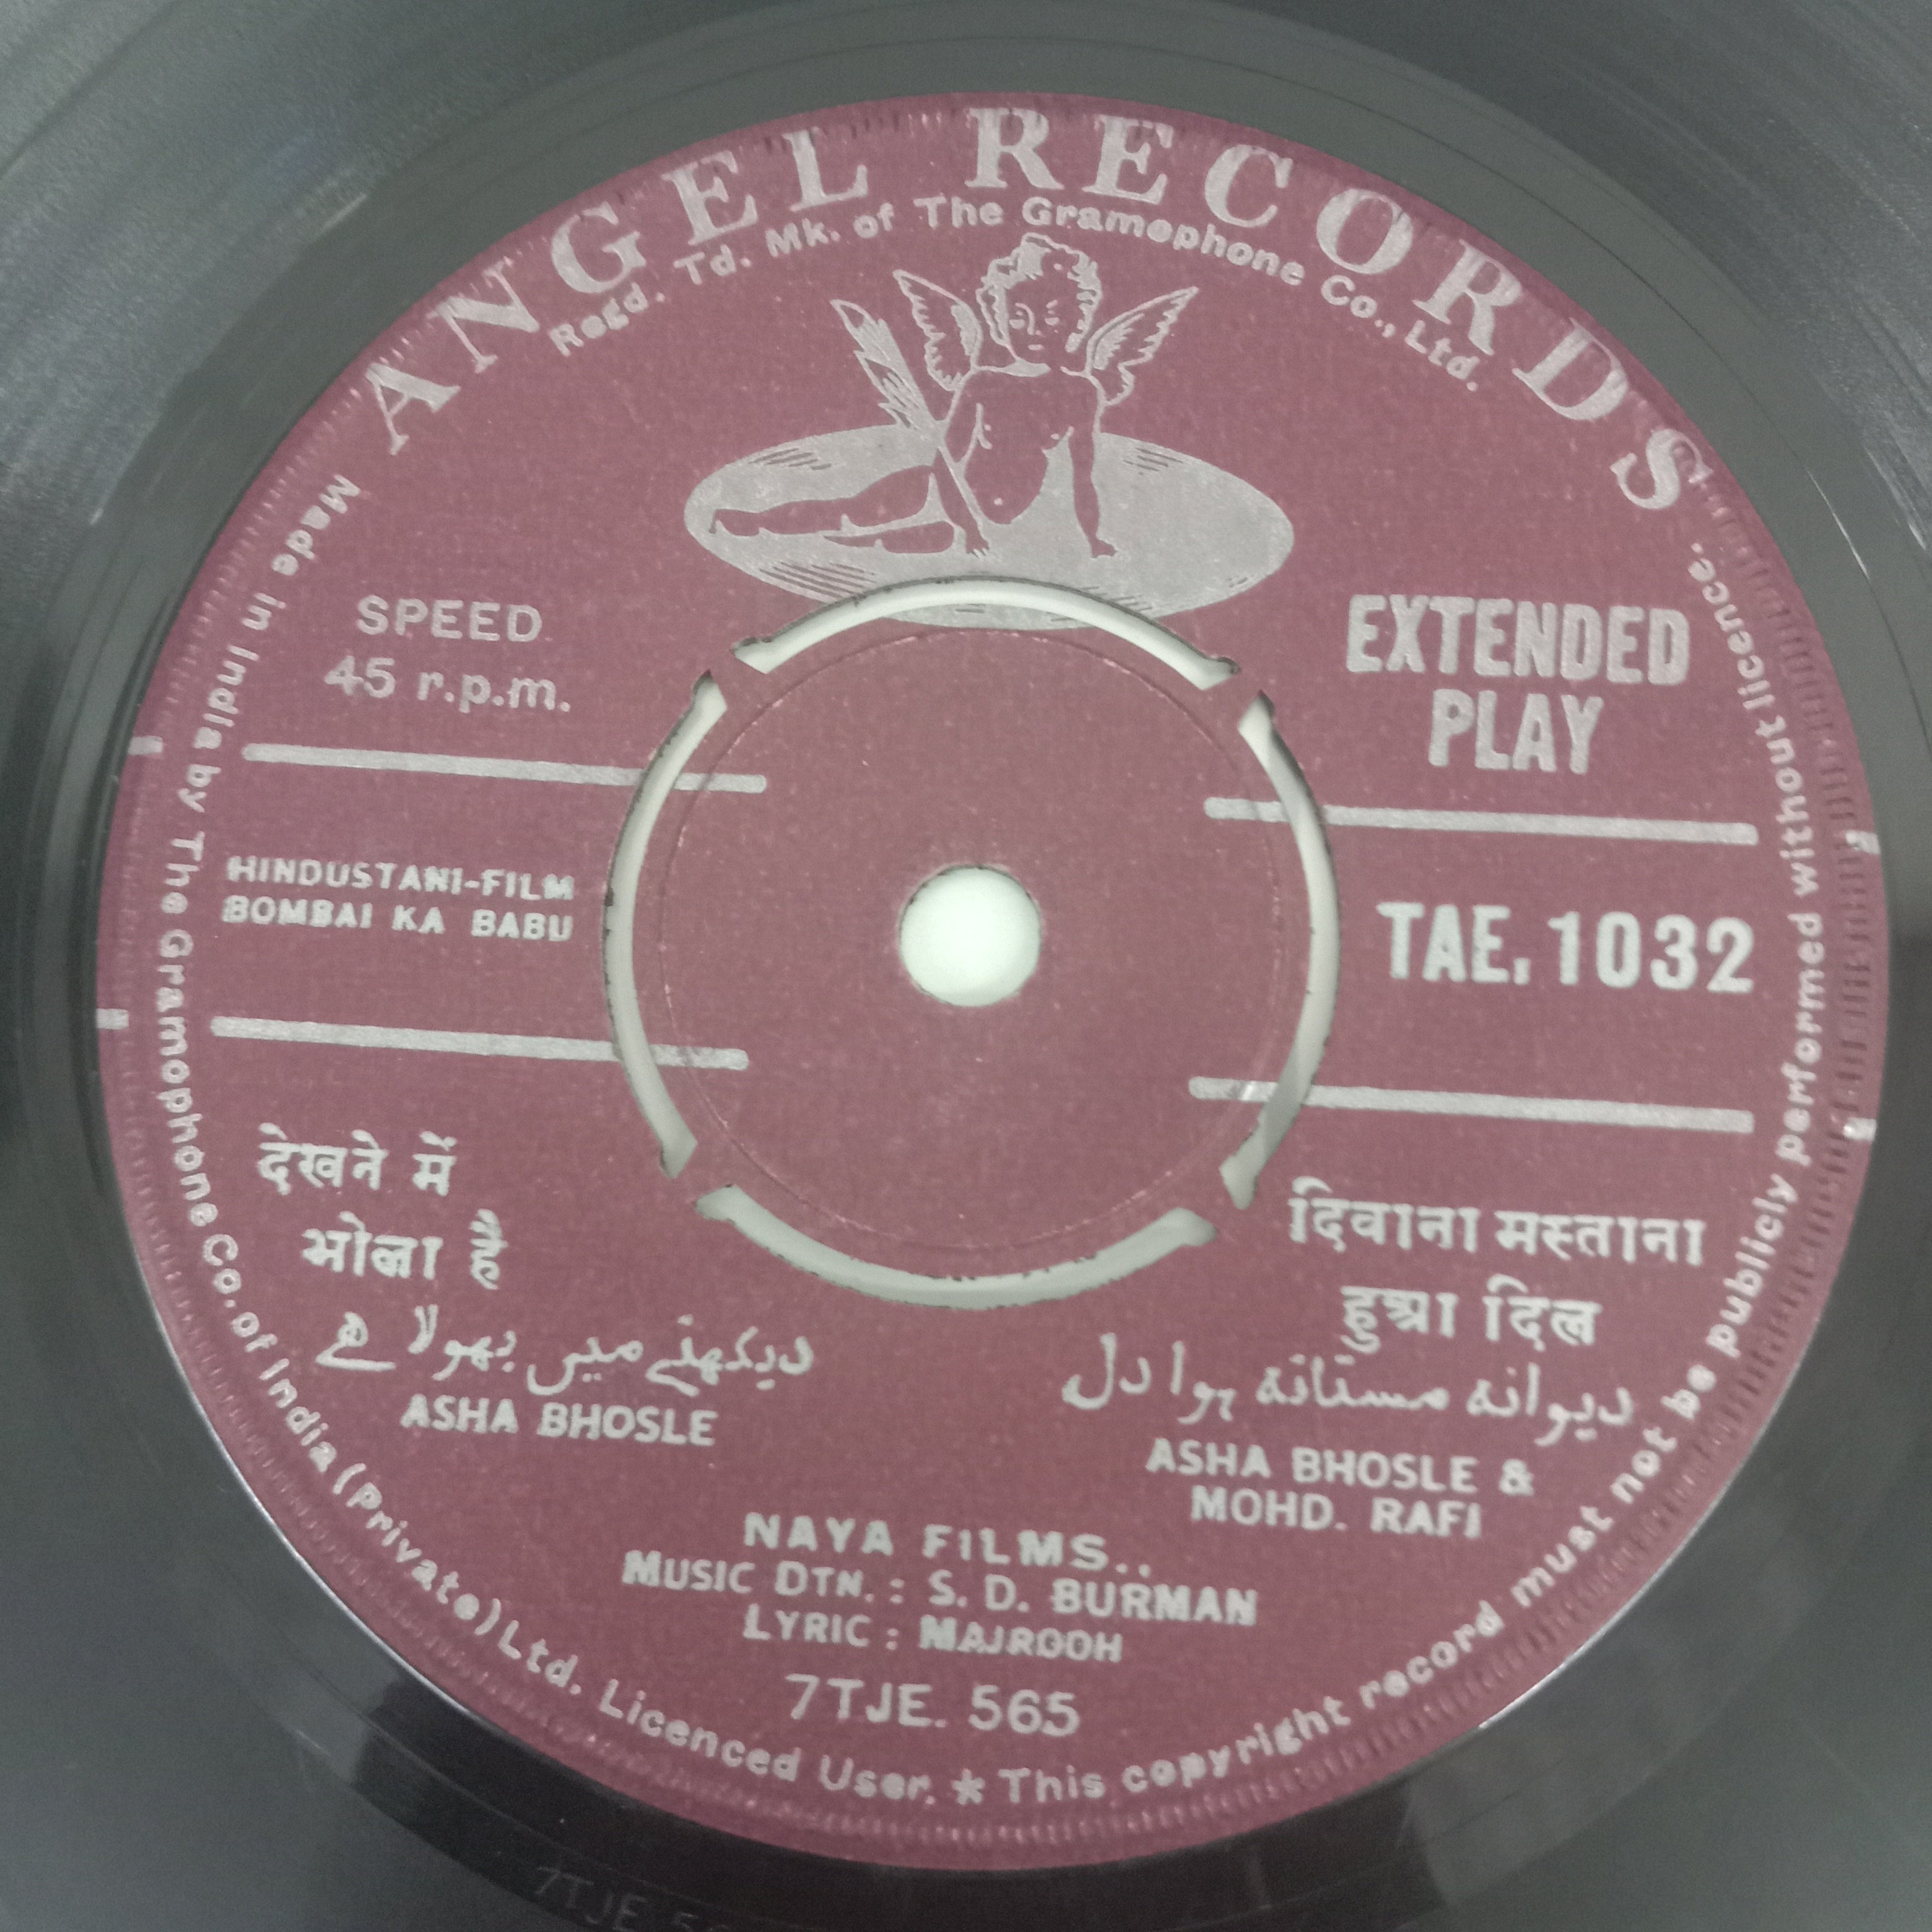 ANGEL RECORDS
Regd. Td. Mk. of The Gramophone Co., Ltd.
SPEED
45 r.p.m.
EXTENDED
PLAY
HINDUSTANI-FILM
BOMBAI KA BABU
TAE. 1032
देखने में
भोला है
دیکھنے میں بھولا ہے
ASHA BHOSLE
दिवाना मस्ताना
हुआ दिल
دیوانہ مستانہ ہوا دل
ASHA BHOSLE &
MOHD. RAFI
NAYA FILMS..
MUSIC DTN. : S. D. BURMAN
LYRIC : MAJROOH
7TJE. 565
Made in India by The Gramophone Co. of India (Private) Ltd. Licenced User. * This copyright record must not be publicly performed without licence.
7TJE